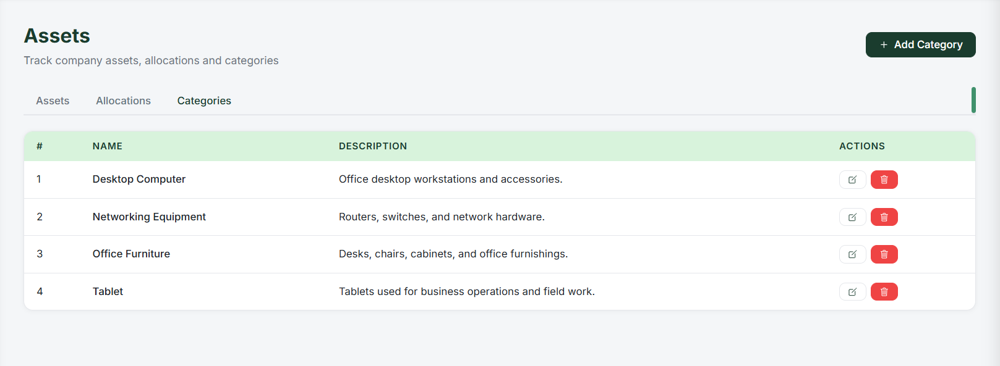 Assets
Track company assets, allocations and categories
+ Add Category
Assets Allocations Categories
# NAME DESCRIPTION ACTIONS
1 Desktop Computer Office desktop workstations and accessories.
2 Networking Equipment Routers, switches, and network hardware.
3 Office Furniture Desks, chairs, cabinets, and office furnishings.
4 Tablet Tablets used for business operations and field work.